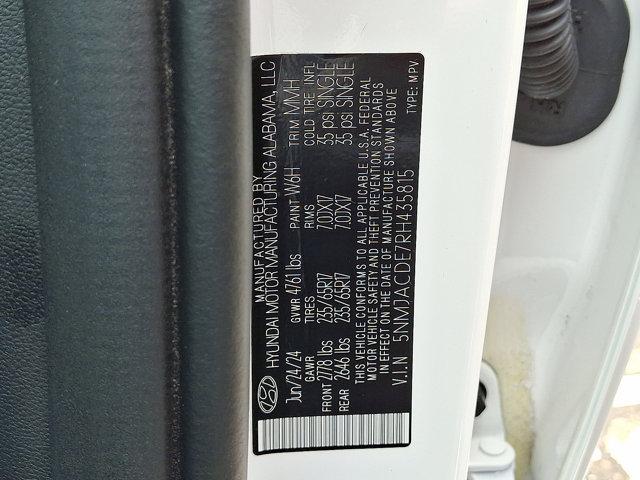 MANUFACTURED BY
HYUNDAI MOTOR MANUFACTURING ALABAMA, LLC
Jun/24/24 GVWR 4761 lbs PAINT W6H TRIM MMH
GAWR TIRES RIMS COLD TIRE INFL
FRONT 2778 lbs 235/65R17 7.0JX17 35 psi SINGLE
REAR 2646 lbs 235/65R17 7.0JX17 35 psi SINGLE
THIS VEHICLE CONFORMS TO ALL APPLICABLE U.S.A. FEDERAL
MOTOR VEHICLE SAFETY AND THEFT PREVENTION STANDARDS
IN EFFECT ON THE DATE OF MANUFACTURE SHOWN ABOVE
V.I.N 5NMJACDE7RH435815 TYPE: MPV